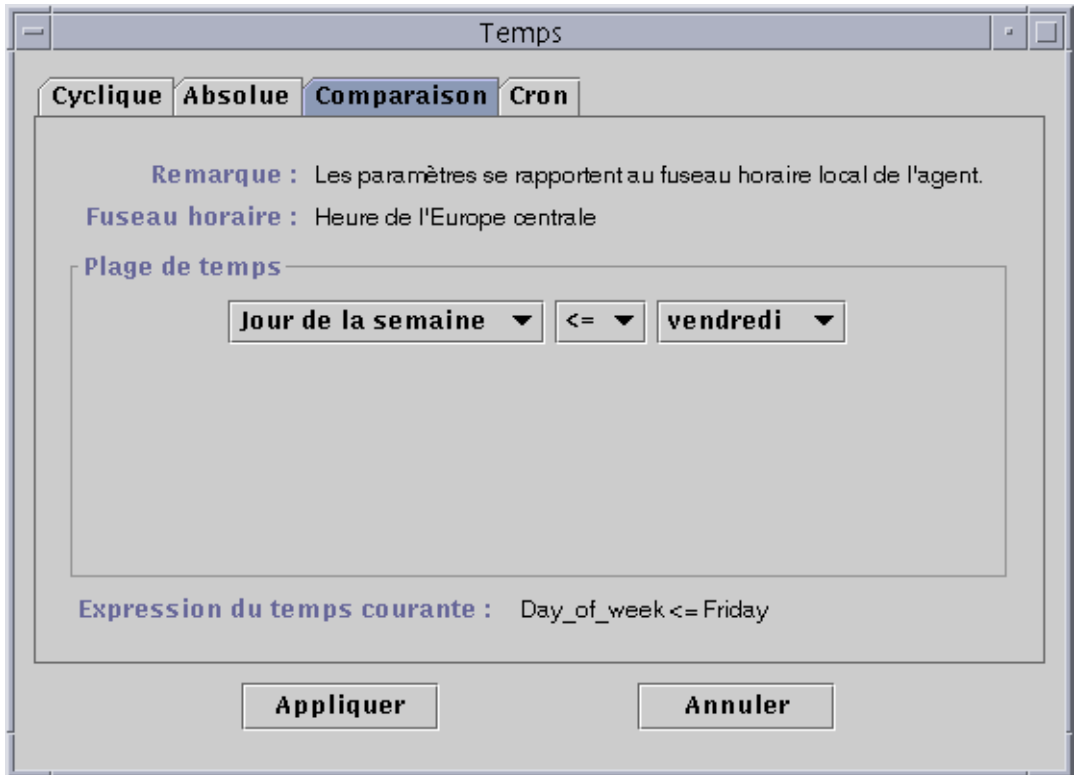 Temps
Cyclique Absolue Comparaison Cron
Remarque : Les paramètres se rapportent au fuseau horaire local de l'agent.
Fuseau horaire : Heure de l'Europe centrale
Plage de temps
Jour de la semaine <= vendredi
Expression du temps courante : Day_of_week <= Friday
Appliquer Annuler